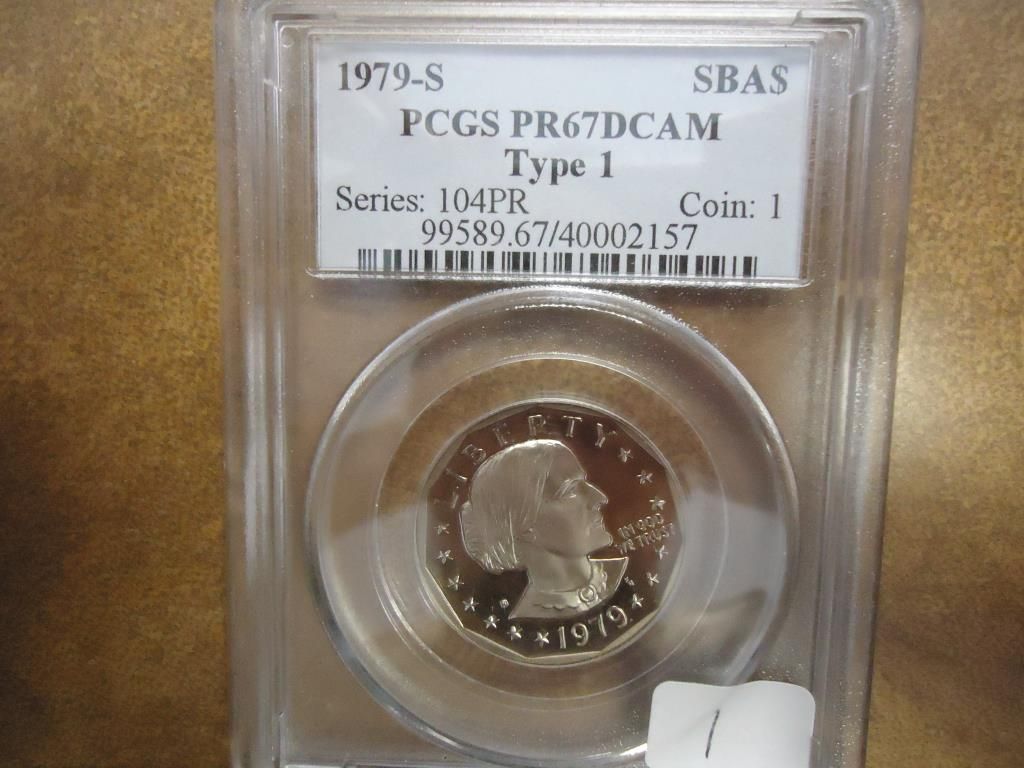 1979-S SBA$
PCGS PR67DCAM
Type 1
Series: 104PR Coin: 1
99589.67/40002157
LIBERTY
IN GOD
WE TRUST
S
1979
1